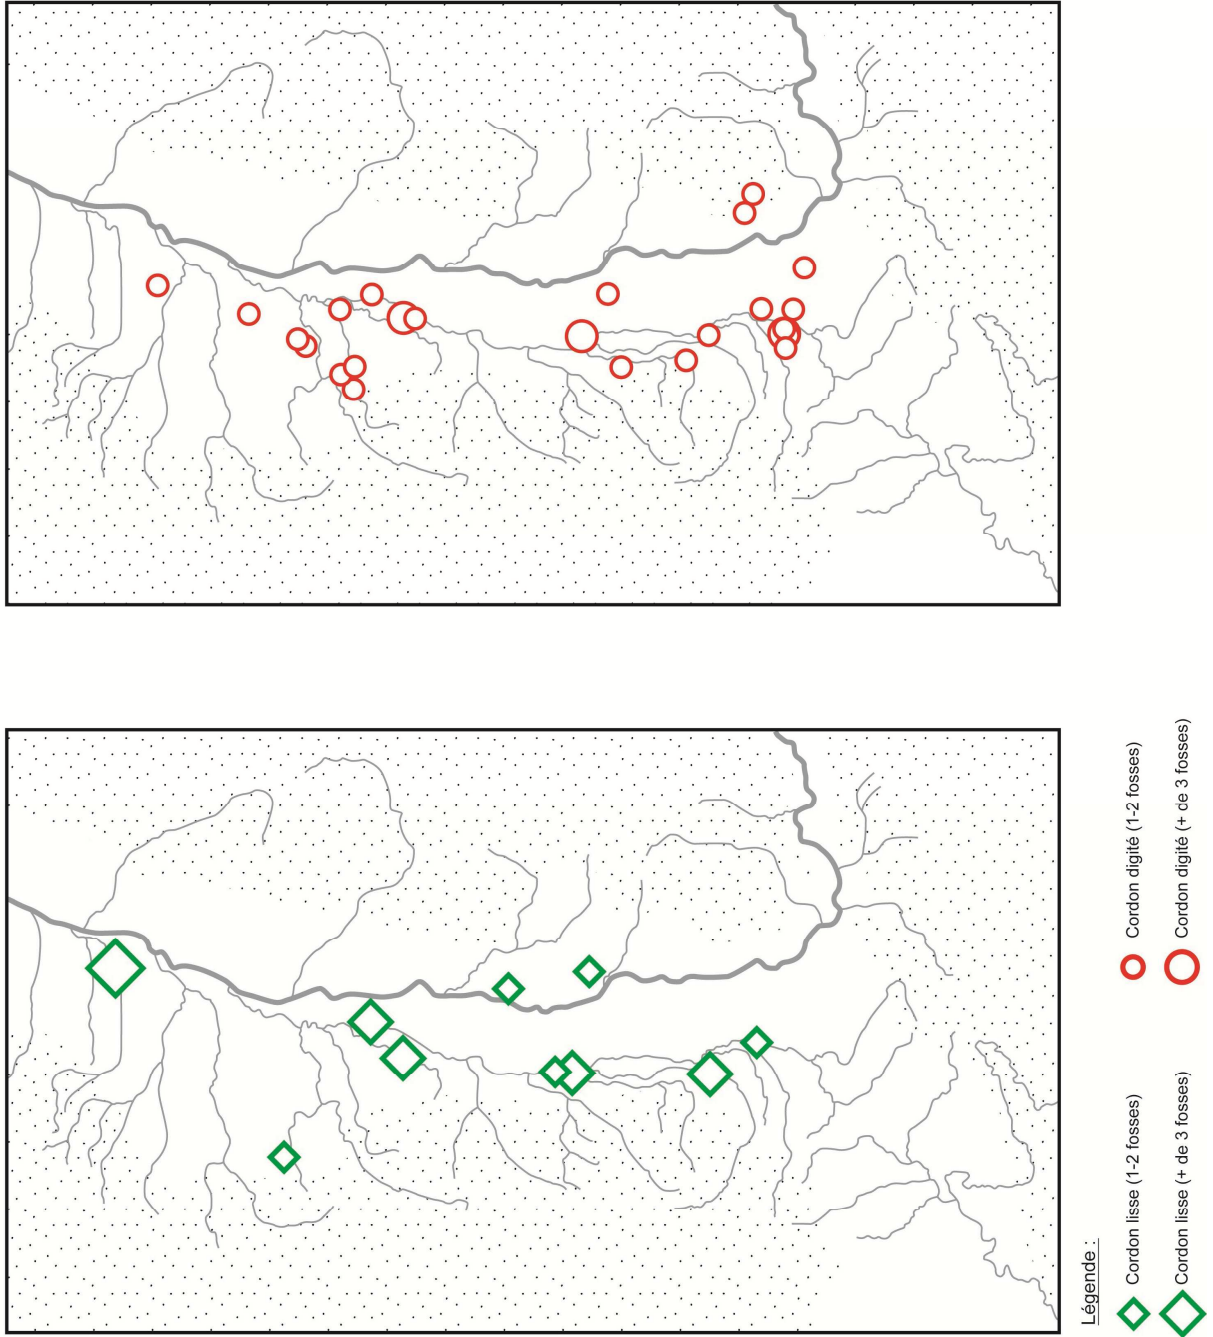 Légende :
Cordon lisse (1-2 fosses)
Cordon digité (1-2 fosses)
Cordon lisse (+ de 3 fosses)
Cordon digité (+ de 3 fosses)